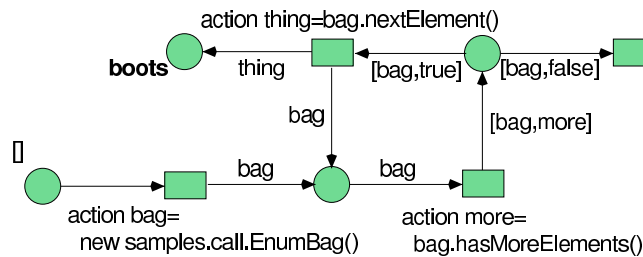 action thing=bag.nextElement()
boots
thing
[bag,true]
[bag,false]
bag
[bag,more]
[]
bag
bag
action bag=
new samples.call.EnumBag()
action more=
bag.hasMoreElements()